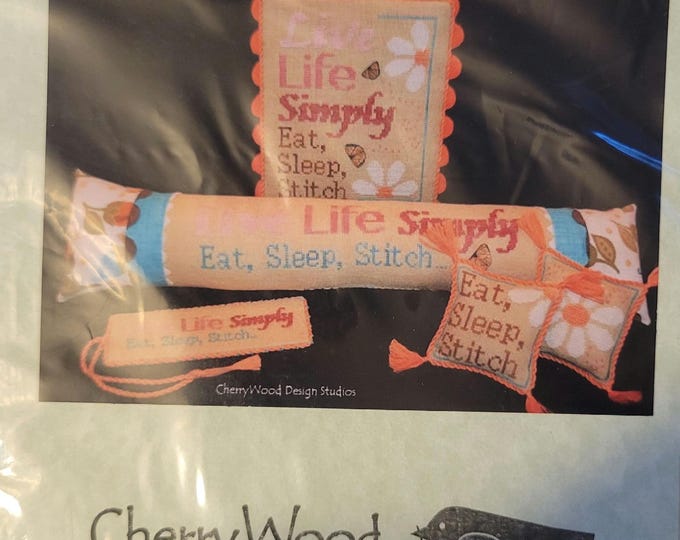 Live
Life
Simply
Eat,
Sleep,
Stitch
Live Life Simply
Eat, Sleep, Stitch...
Life Simply
Eat, Sleep, Stitch...
Eat,
Sleep,
Stitch
CherryWood Design Studios
CherryWood